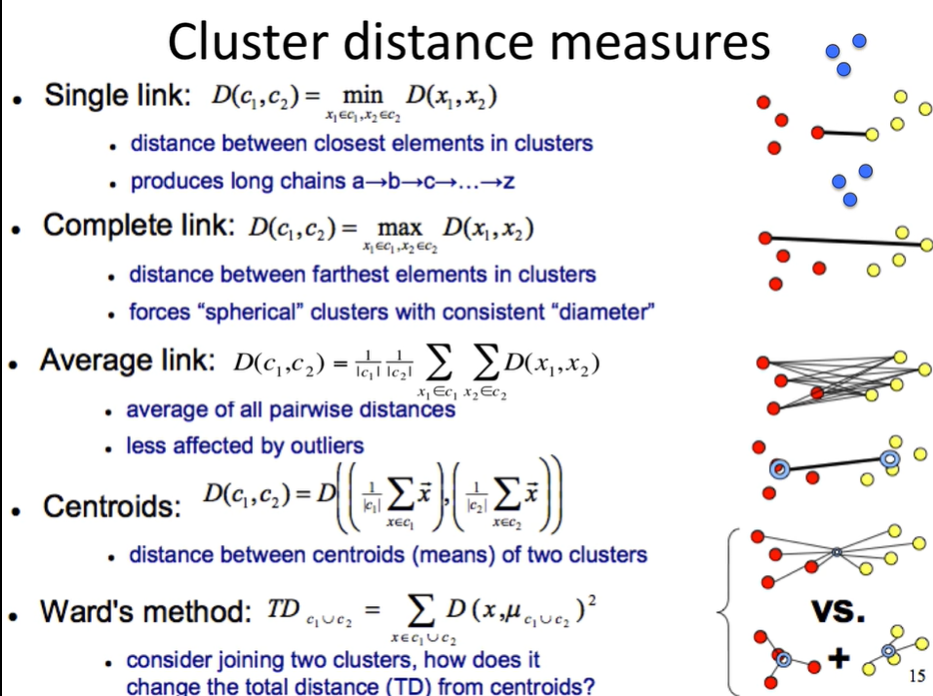 Cluster distance measures
• Single link: D(c₁,c₂) = min D(x₁,x₂)
x₁∈c₁,x₂∈c₂
• distance between closest elements in clusters
• produces long chains a→b→c→…→z
• Complete link: D(c₁,c₂) = max D(x₁,x₂)
x₁∈c₁,x₂∈c₂
• distance between farthest elements in clusters
• forces “spherical” clusters with consistent “diameter”
• Average link: D(c₁,c₂) = 1/|c₁| 1/|c₂| ∑ ∑ D(x₁,x₂)
x₁∈c₁ x₂∈c₂
• average of all pairwise distances
• less affected by outliers
• Centroids: D(c₁,c₂) = D((1/|c₁| ∑ x⃗),(1/|c₂| ∑ x⃗))
x∈c₁ x∈c₂
• distance between centroids (means) of two clusters
• Ward's method: TD c₁∪c₂ = ∑ D(x,μ c₁∪c₂)²
x∈c₁∪c₂
• consider joining two clusters, how does it
change the total distance (TD) from centroids?
vs.
+
15